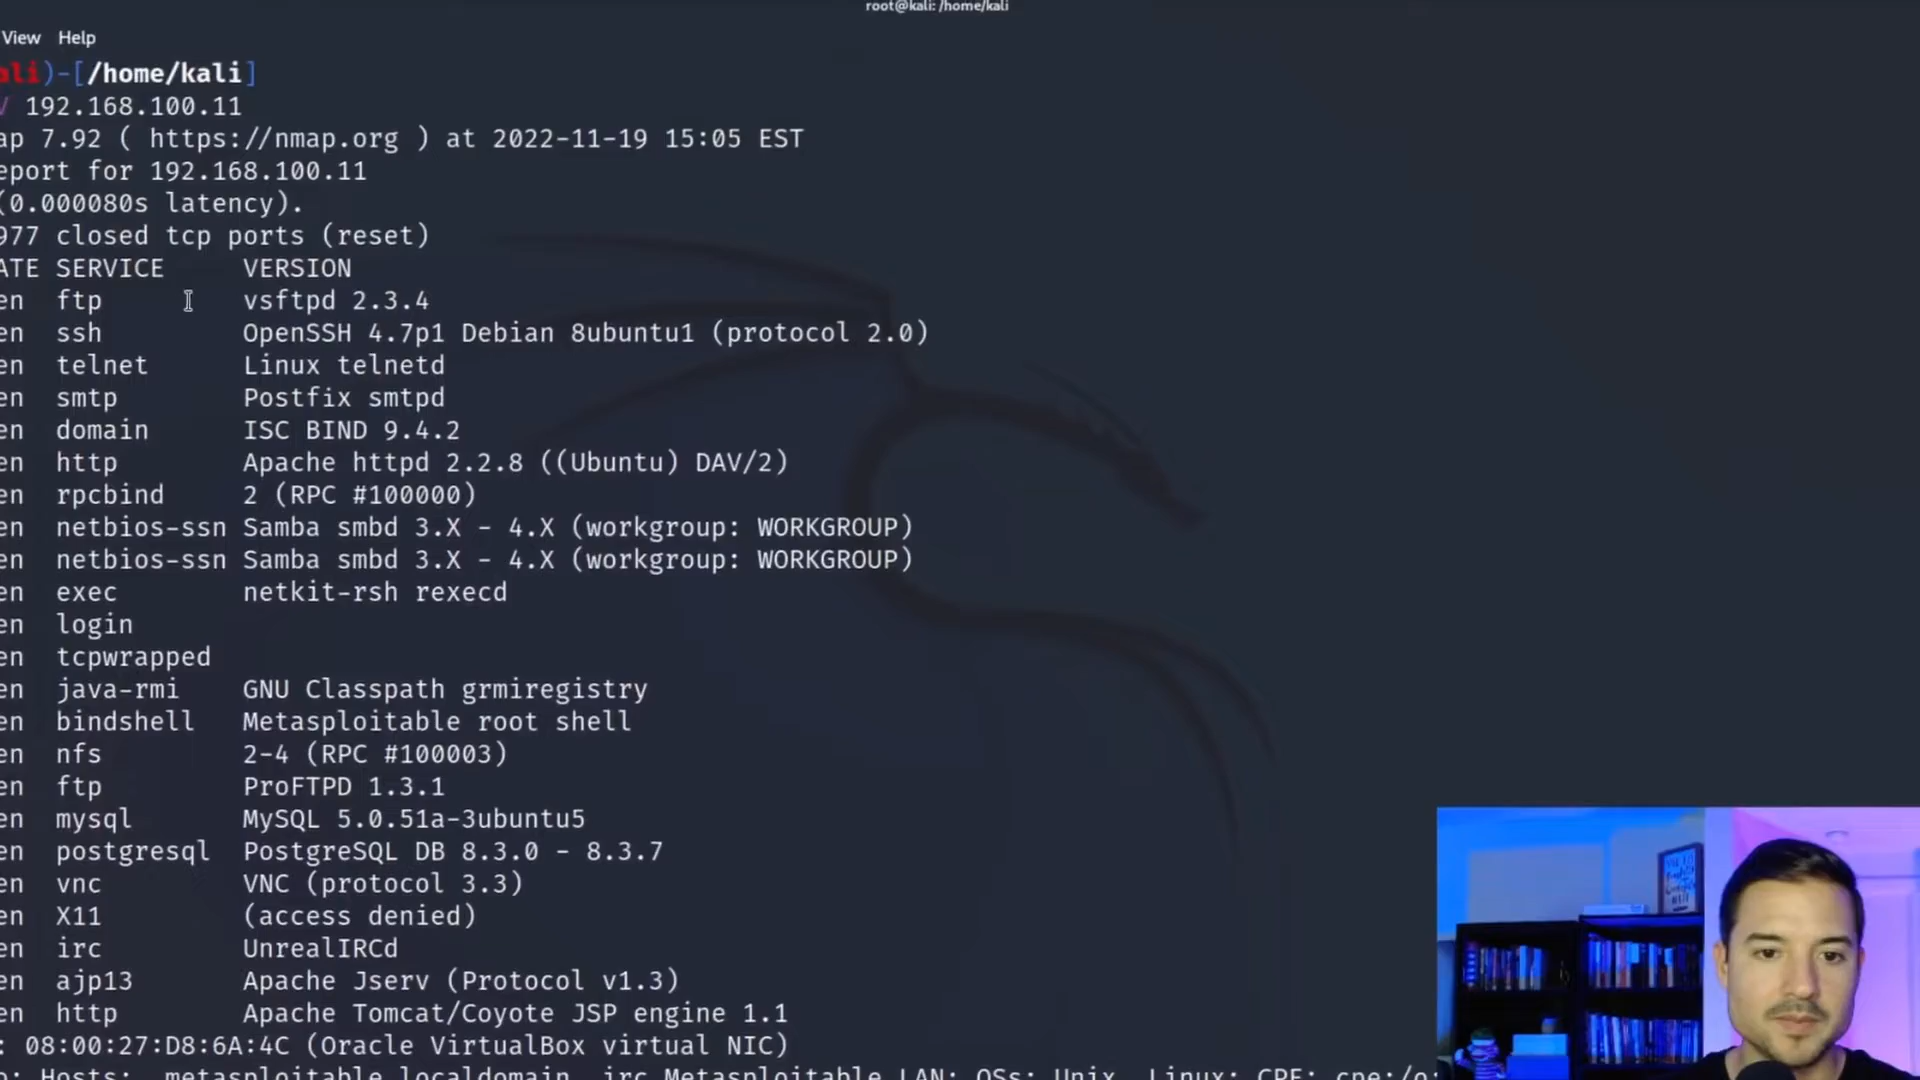 root@kali: /home/kali
View Help
ali)-[/home/kali]
V 192.168.100.11
ap 7.92 ( https://nmap.org ) at 2022-11-19 15:05 EST
eport for 192.168.100.11
(0.000080s latency).
977 closed tcp ports (reset)
ATE SERVICE VERSION
en ftp vsftpd 2.3.4
en ssh OpenSSH 4.7p1 Debian 8ubuntu1 (protocol 2.0)
en telnet Linux telnetd
en smtp Postfix smtpd
en domain ISC BIND 9.4.2
en http Apache httpd 2.2.8 ((Ubuntu) DAV/2)
en rpcbind 2 (RPC #100000)
en netbios-ssn Samba smbd 3.X - 4.X (workgroup: WORKGROUP)
en netbios-ssn Samba smbd 3.X - 4.X (workgroup: WORKGROUP)
en exec netkit-rsh rexecd
en login
en tcpwrapped
en java-rmi GNU Classpath grmiregistry
en bindshell Metasploitable root shell
en nfs 2-4 (RPC #100003)
en ftp ProFTPD 1.3.1
en mysql MySQL 5.0.51a-3ubuntu5
en postgresql PostgreSQL DB 8.3.0 - 8.3.7
en vnc VNC (protocol 3.3)
en X11 (access denied)
en irc UnrealIRCd
en ajp13 Apache Jserv (Protocol v1.3)
en http Apache Tomcat/Coyote JSP engine 1.1
: 08:00:27:D8:6A:4C (Oracle VirtualBox virtual NIC)
o: Hosts: metasploitable.localdomain, irc.Metasploitable.LAN; OSs: Unix, Linux; CPE: cpe:/o: